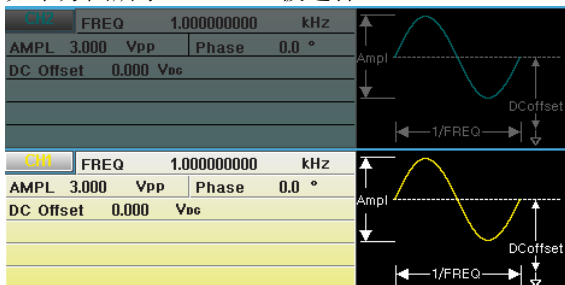 CH2 FREQ 1.000000000 kHz
AMPL 3.000 Vpp Phase 0.0 °
DC Offset 0.000 VDC
Ampl
DCoffset
1/FREQ
CH1 FREQ 1.000000000 kHz
AMPL 3.000 Vpp Phase 0.0 °
DC Offset 0.000 VDC
Ampl
DCoffset
1/FREQ